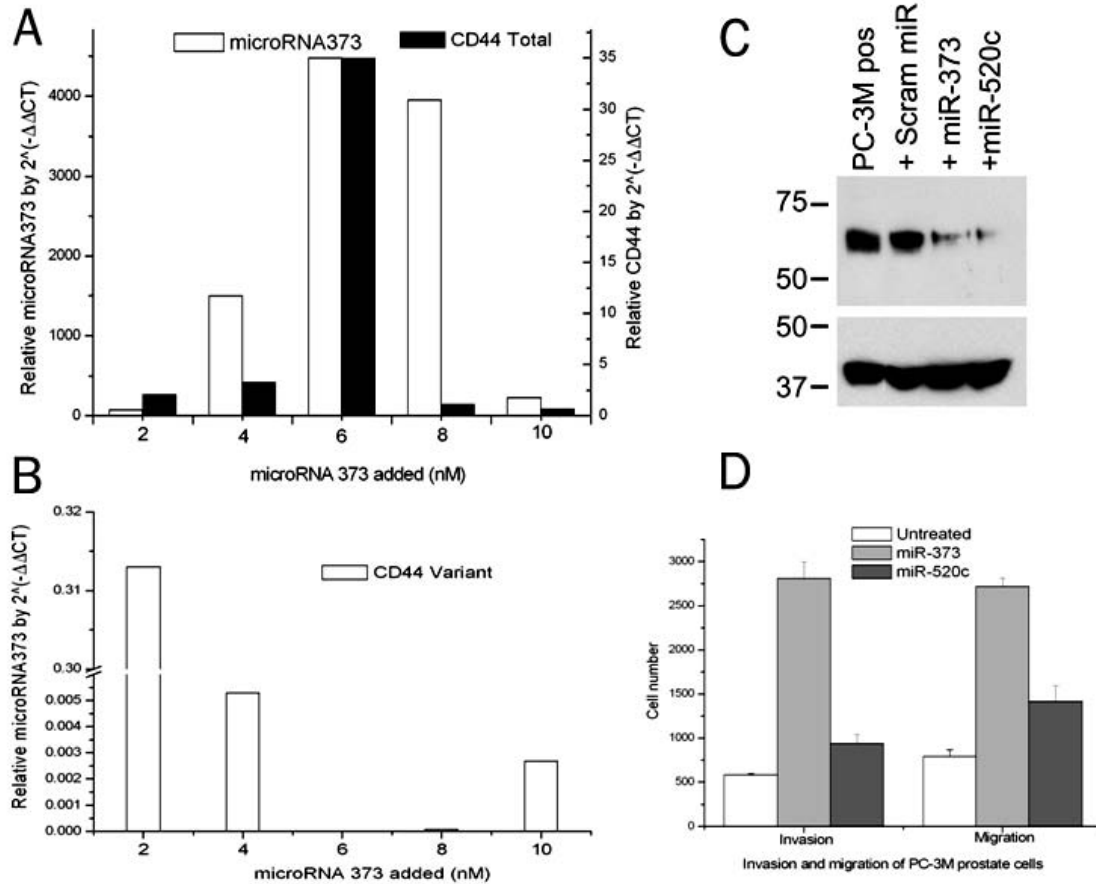 A
microRNA373
CD44 Total
Relative microRNA373 by 2^(-ΔΔCT)
4000
3000
2000
1000
0
35
30
25
20
15
10
5
0
Relative CD44 by 2^(-ΔΔCT)
2 4 6 8 10
microRNA 373 added (nM)
B
CD44 Variant
Relative microRNA373 by 2^(-ΔΔCT)
0.32
0.31
0.30
0.005
0.004
0.003
0.002
0.001
0.000
2 4 6 8 10
microRNA 373 added (nM)
C
PC-3M pos
+ Scram miR
+ miR-373
+miR-520c
75
50
50
37
D
Untreated
miR-373
miR-520c
Cell number
3000
2500
2000
1500
1000
500
0
Invasion Migration
Invasion and migration of PC-3M prostate cells